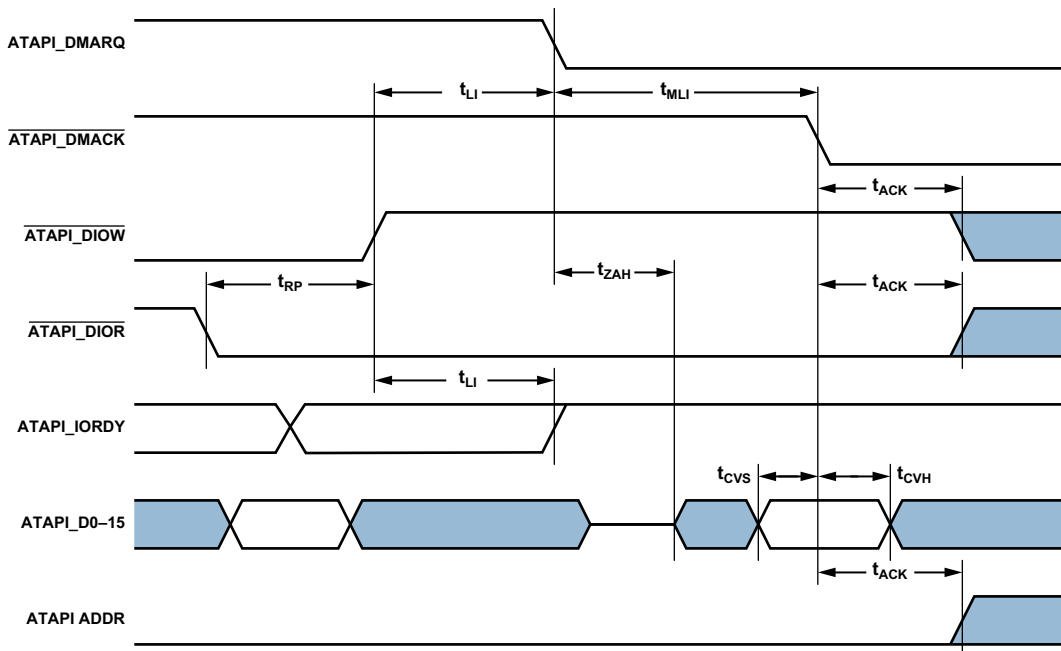 ATAPI_DMARQ
tLI
tMLI
ATAPI_DMACK
tACK
ATAPI_DIOW
tZAH
tRP
tACK
ATAPI_DIOR
tLI
ATAPI_IORDY
tCVS
tCVH
ATAPI_D0–15
tACK
ATAPI ADDR